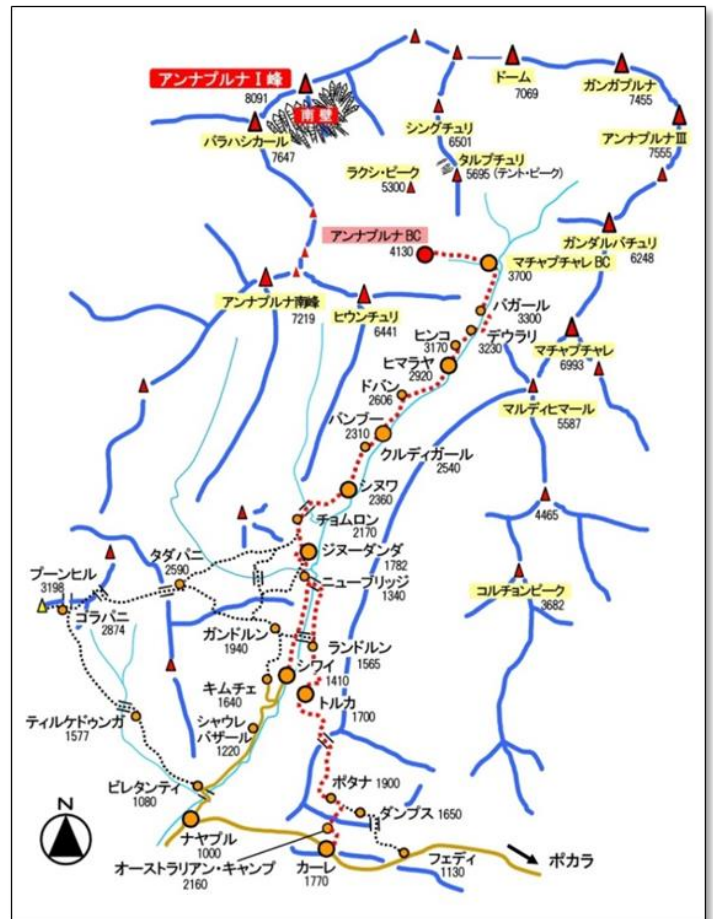 アンナプルナⅠ峰
8091
南壁
バラハシカール
7647
ドーム
7069
ガンガプルナ
7455
シングチュリ
6501
アンナプルナⅢ
7555
タルプチュリ
5695 (テント・ピーク)
ラクシ・ピーク
5300
アンナプルナBC
4130
マチャプチャレBC
3700
ガンダルバチュリ
6248
アンナプルナ南峰
7219
ヒウンチュリ
6441
バガール
3300
デウラリ
3230
ヒンコ
3170
ヒマラヤ
2920
マチャプチャレ
6993
ドバン
2606
マルディヒマール
5587
バンブー
2310
クルディガール
2540
シヌワ
2360
4465
チョムロン
2170
タダパニ
2590
ジヌーダンダ
1782
プーンヒル
3198
ニューブリッジ
1340
コルチョンピーク
3682
ゴラパニ
2874
ガンドルン
1940
ランドルン
1565
シワイ
1410
キムチェ
1640
トルカ
1700
ティルケドゥンガ
1577
シャウレ
バザール
1220
ビレタンティ
1080
ポタナ 1900
ダンプス 1650
N
ナヤプル
1000
オーストラリアン・キャンプ
2160
カーレ
1770
フェディ
1130
ポカラ